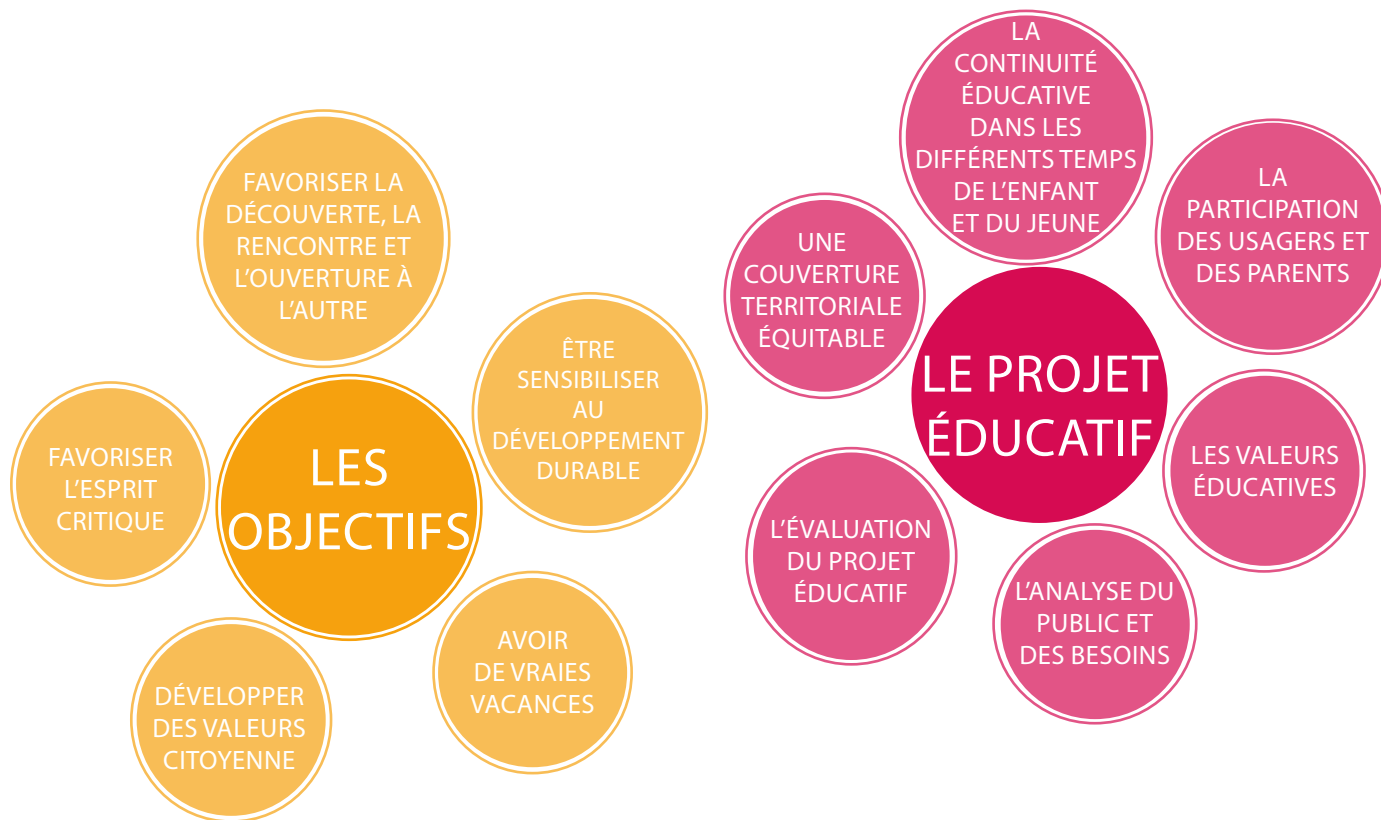 LES
OBJECTIFS
FAVORISER LA
DÉCOUVERTE, LA
RENCONTRE ET
L'OUVERTURE À
L'AUTRE
ÊTRE
SENSIBILISER
AU
DÉVELOPPEMENT
DURABLE
AVOIR
DE VRAIES
VACANCES
DÉVELOPPER
DES VALEURS
CITOYENNE
FAVORISER
L'ESPRIT
CRITIQUE
LE PROJET
ÉDUCATIF
LA
CONTINUITÉ
ÉDUCATIVE
DANS LES
DIFFÉRENTS TEMPS
DE L'ENFANT
ET DU JEUNE
LA
PARTICIPATION
DES USAGERS ET
DES PARENTS
LES VALEURS
ÉDUCATIVES
L'ANALYSE DU
PUBLIC ET
DES BESOINS
L'ÉVALUATION
DU PROJET
ÉDUCATIF
UNE
COUVERTURE
TERRITORIALE
ÉQUITABLE